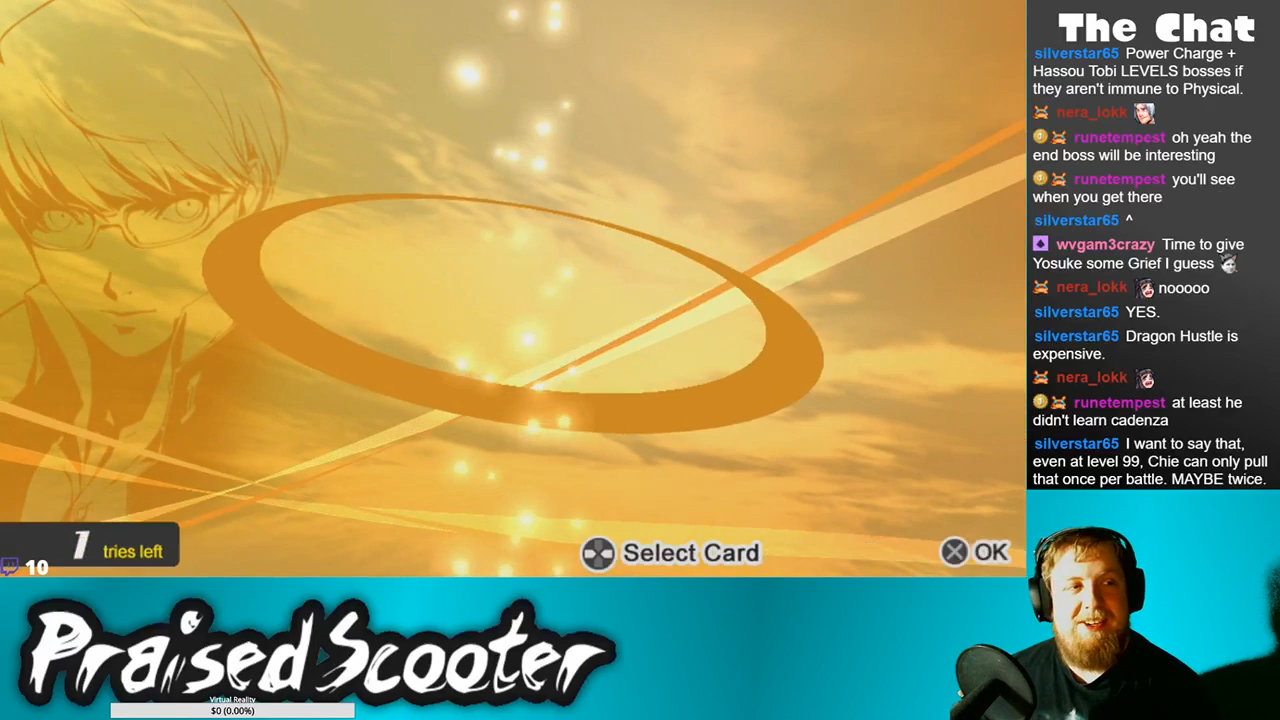 The Chat
silverstar65 Power Charge +
Hassou Tobi LEVELS bosses if
they aren't immune to Physical.
nera_lokk
runetempest oh yeah the
end boss will be interesting
runetempest you'll see
when you get there
silverstar65 ^
wvgam3crazy Time to give
Yosuke some Grief I guess
nera_lokk nooooo
silverstar65 YES.
silverstar65 Dragon Hustle is
expensive.
nera_lokk
runetempest at least he
didn't learn cadenza
silverstar65 I want to say that,
even at level 99, Chie can only pull
that once per battle. MAYBE twice.
1 tries left
Select Card
OK
10
PraisedScooter
Virtual Reality
$0 (0.00%)